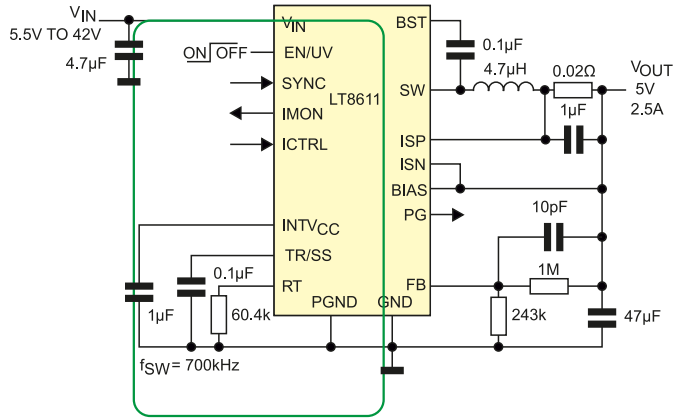 VIN
5.5V TO 42V
4.7µF
ON OFF
VIN
EN/UV
SYNC
IMON
ICTRL
INTVCC
TR/SS
RT
PGND
GND
LT8611
BST
SW
ISP
ISN
BIAS
PG
FB
0.1µF
4.7µH
0.02Ω
1µF
VOUT
5V
2.5A
10pF
1M
243k
47µF
1µF
0.1µF
60.4k
fSW = 700kHz